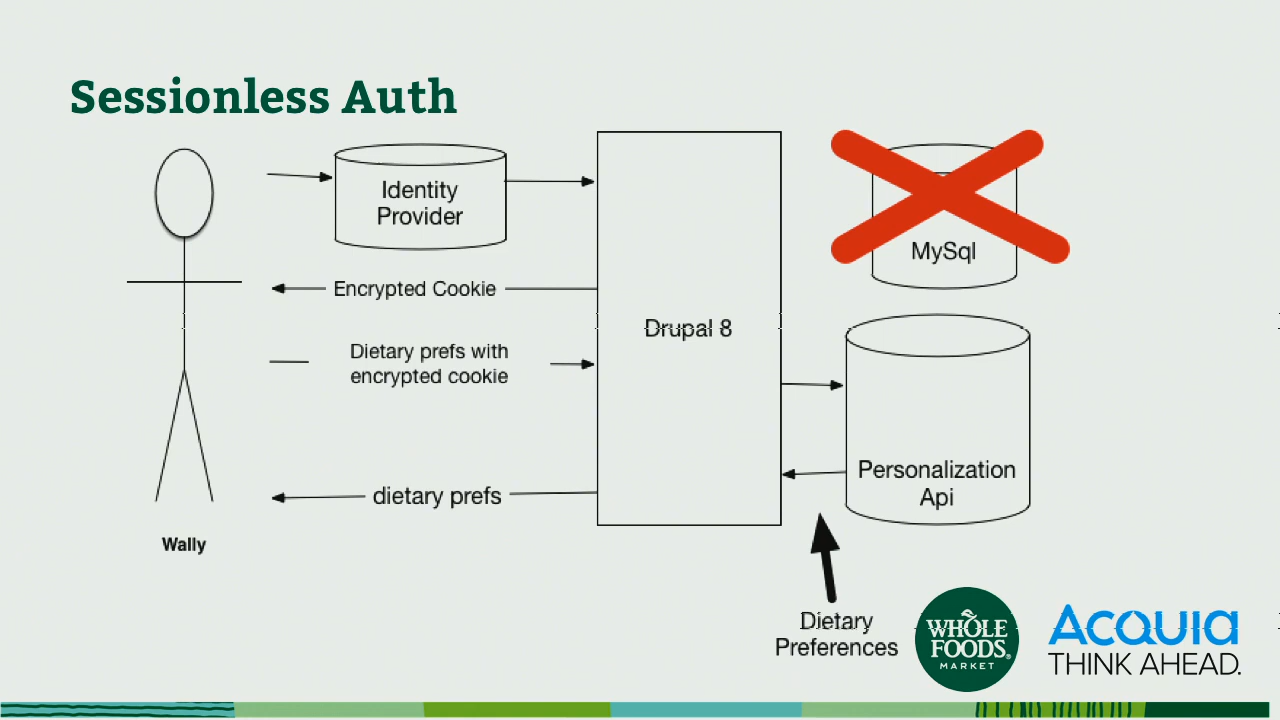 Sessionless Auth
Identity
Provider
MySql
Encrypted Cookie
Drupal 8
Dietary prefs with
encrypted cookie
Personalization
Api
dietary prefs
Wally
Dietary
Preferences
WHOLE
FOODS®
MARKET
Acquia
THINK AHEAD.